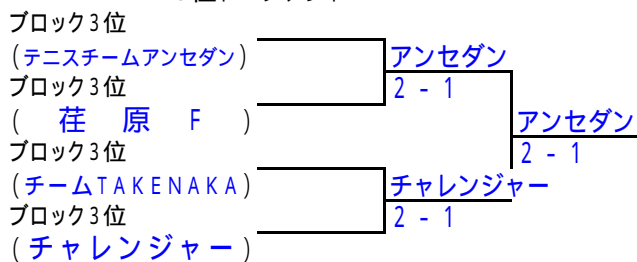 ブロック3位
(テニスチームアンセダン)
ブロック3位
(荏原F)
ブロック3位
(チームTAKENAKA)
ブロック3位
(チャレンジャー)
アンセダン
2 - 1
チャレンジャー
2 - 1
アンセダン
2 - 1